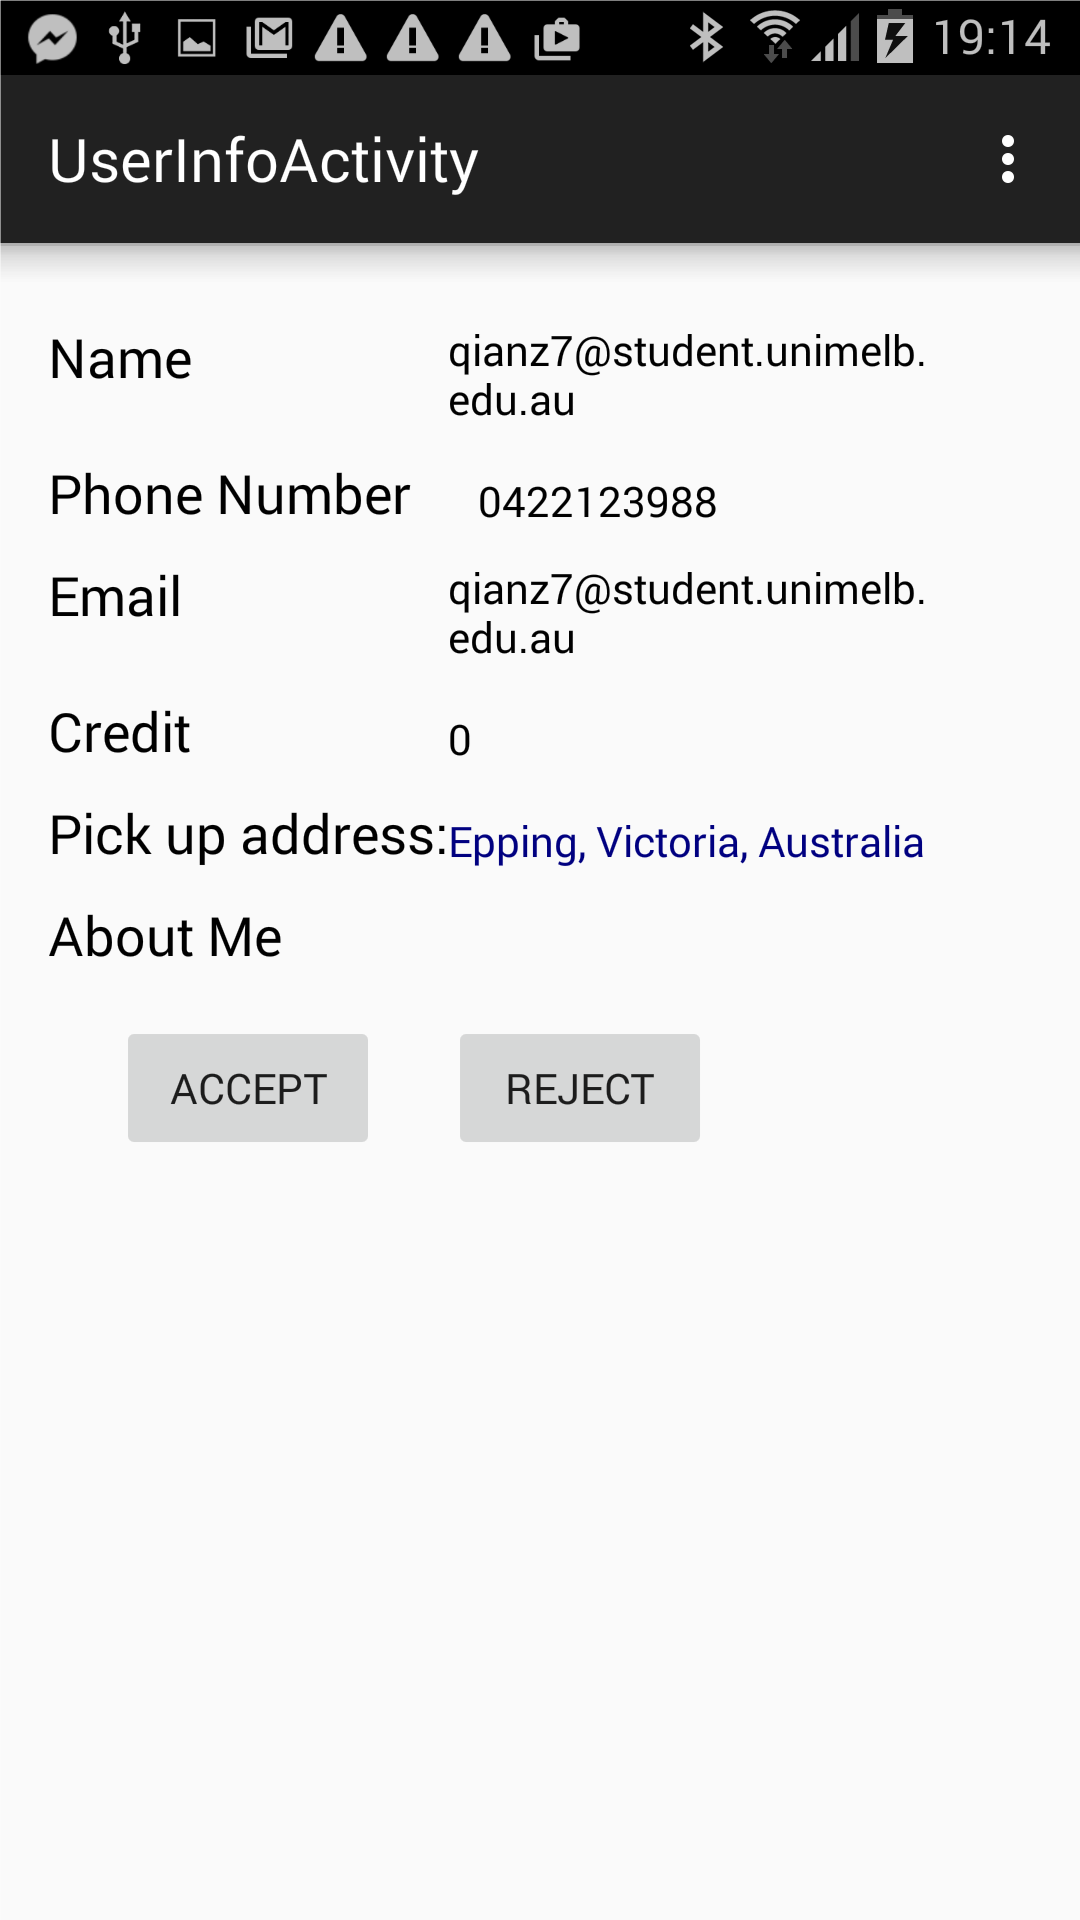 19:14
UserInfoActivity
Name
qianz7@student.unimelb.
edu.au
Phone Number
0422123988
Email
qianz7@student.unimelb.
edu.au
Credit
0
Pick up address:
Epping, Victoria, Australia
About Me
ACCEPT
REJECT